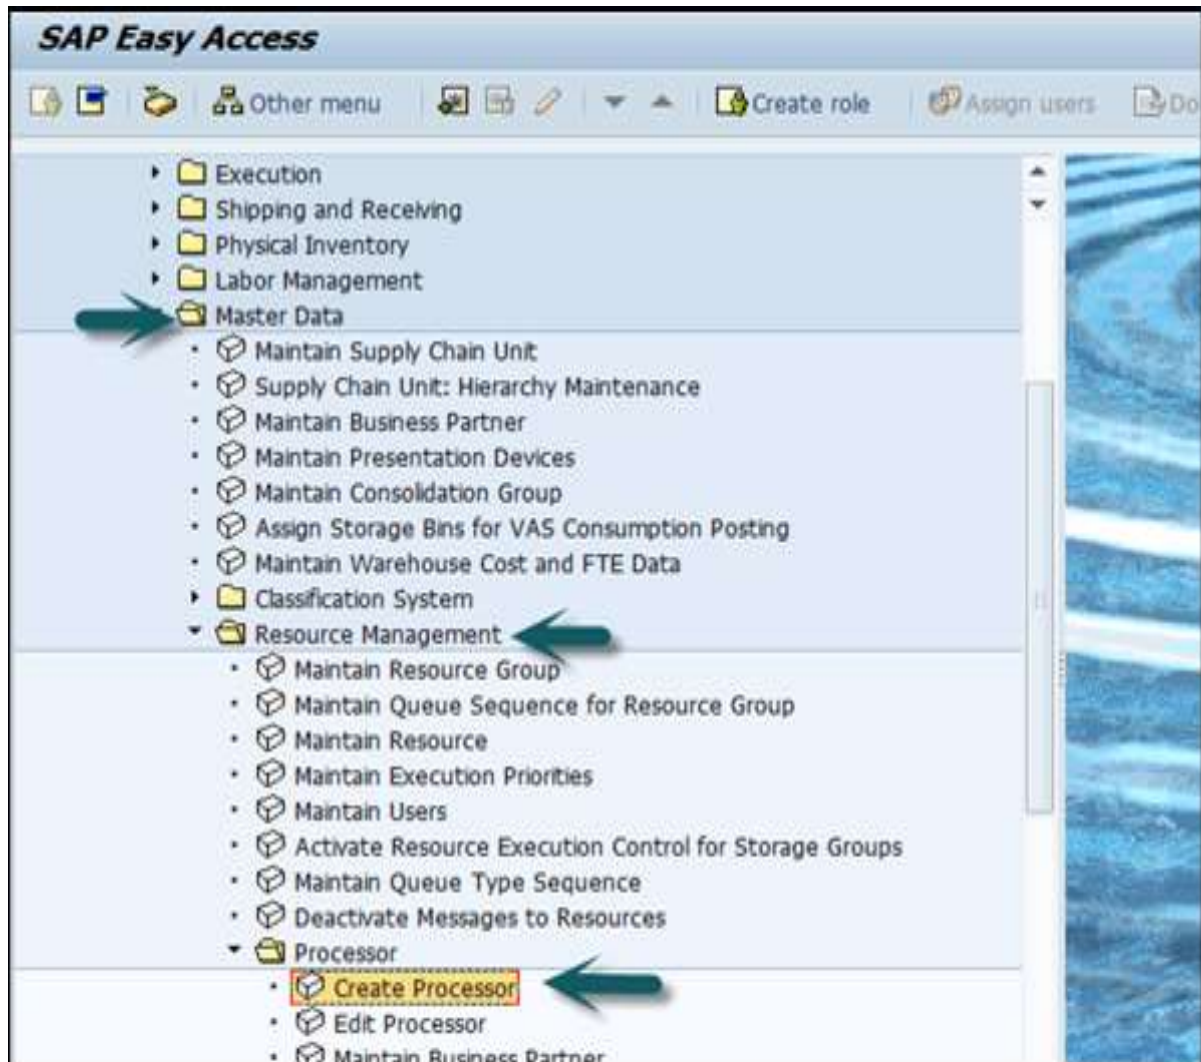 SAP Easy Access
Other menu Create role Assign users Do
Execution
Shipping and Receiving
Physical Inventory
Labor Management
Master Data
Maintain Supply Chain Unit
Supply Chain Unit: Hierarchy Maintenance
Maintain Business Partner
Maintain Presentation Devices
Maintain Consolidation Group
Assign Storage Bins for VAS Consumption Posting
Maintain Warehouse Cost and FTE Data
Classification System
Resource Management
Maintain Resource Group
Maintain Queue Sequence for Resource Group
Maintain Resource
Maintain Execution Priorities
Maintain Users
Activate Resource Execution Control for Storage Groups
Maintain Queue Type Sequence
Deactivate Messages to Resources
Processor
Create Processor
Edit Processor
Maintain Business Partner